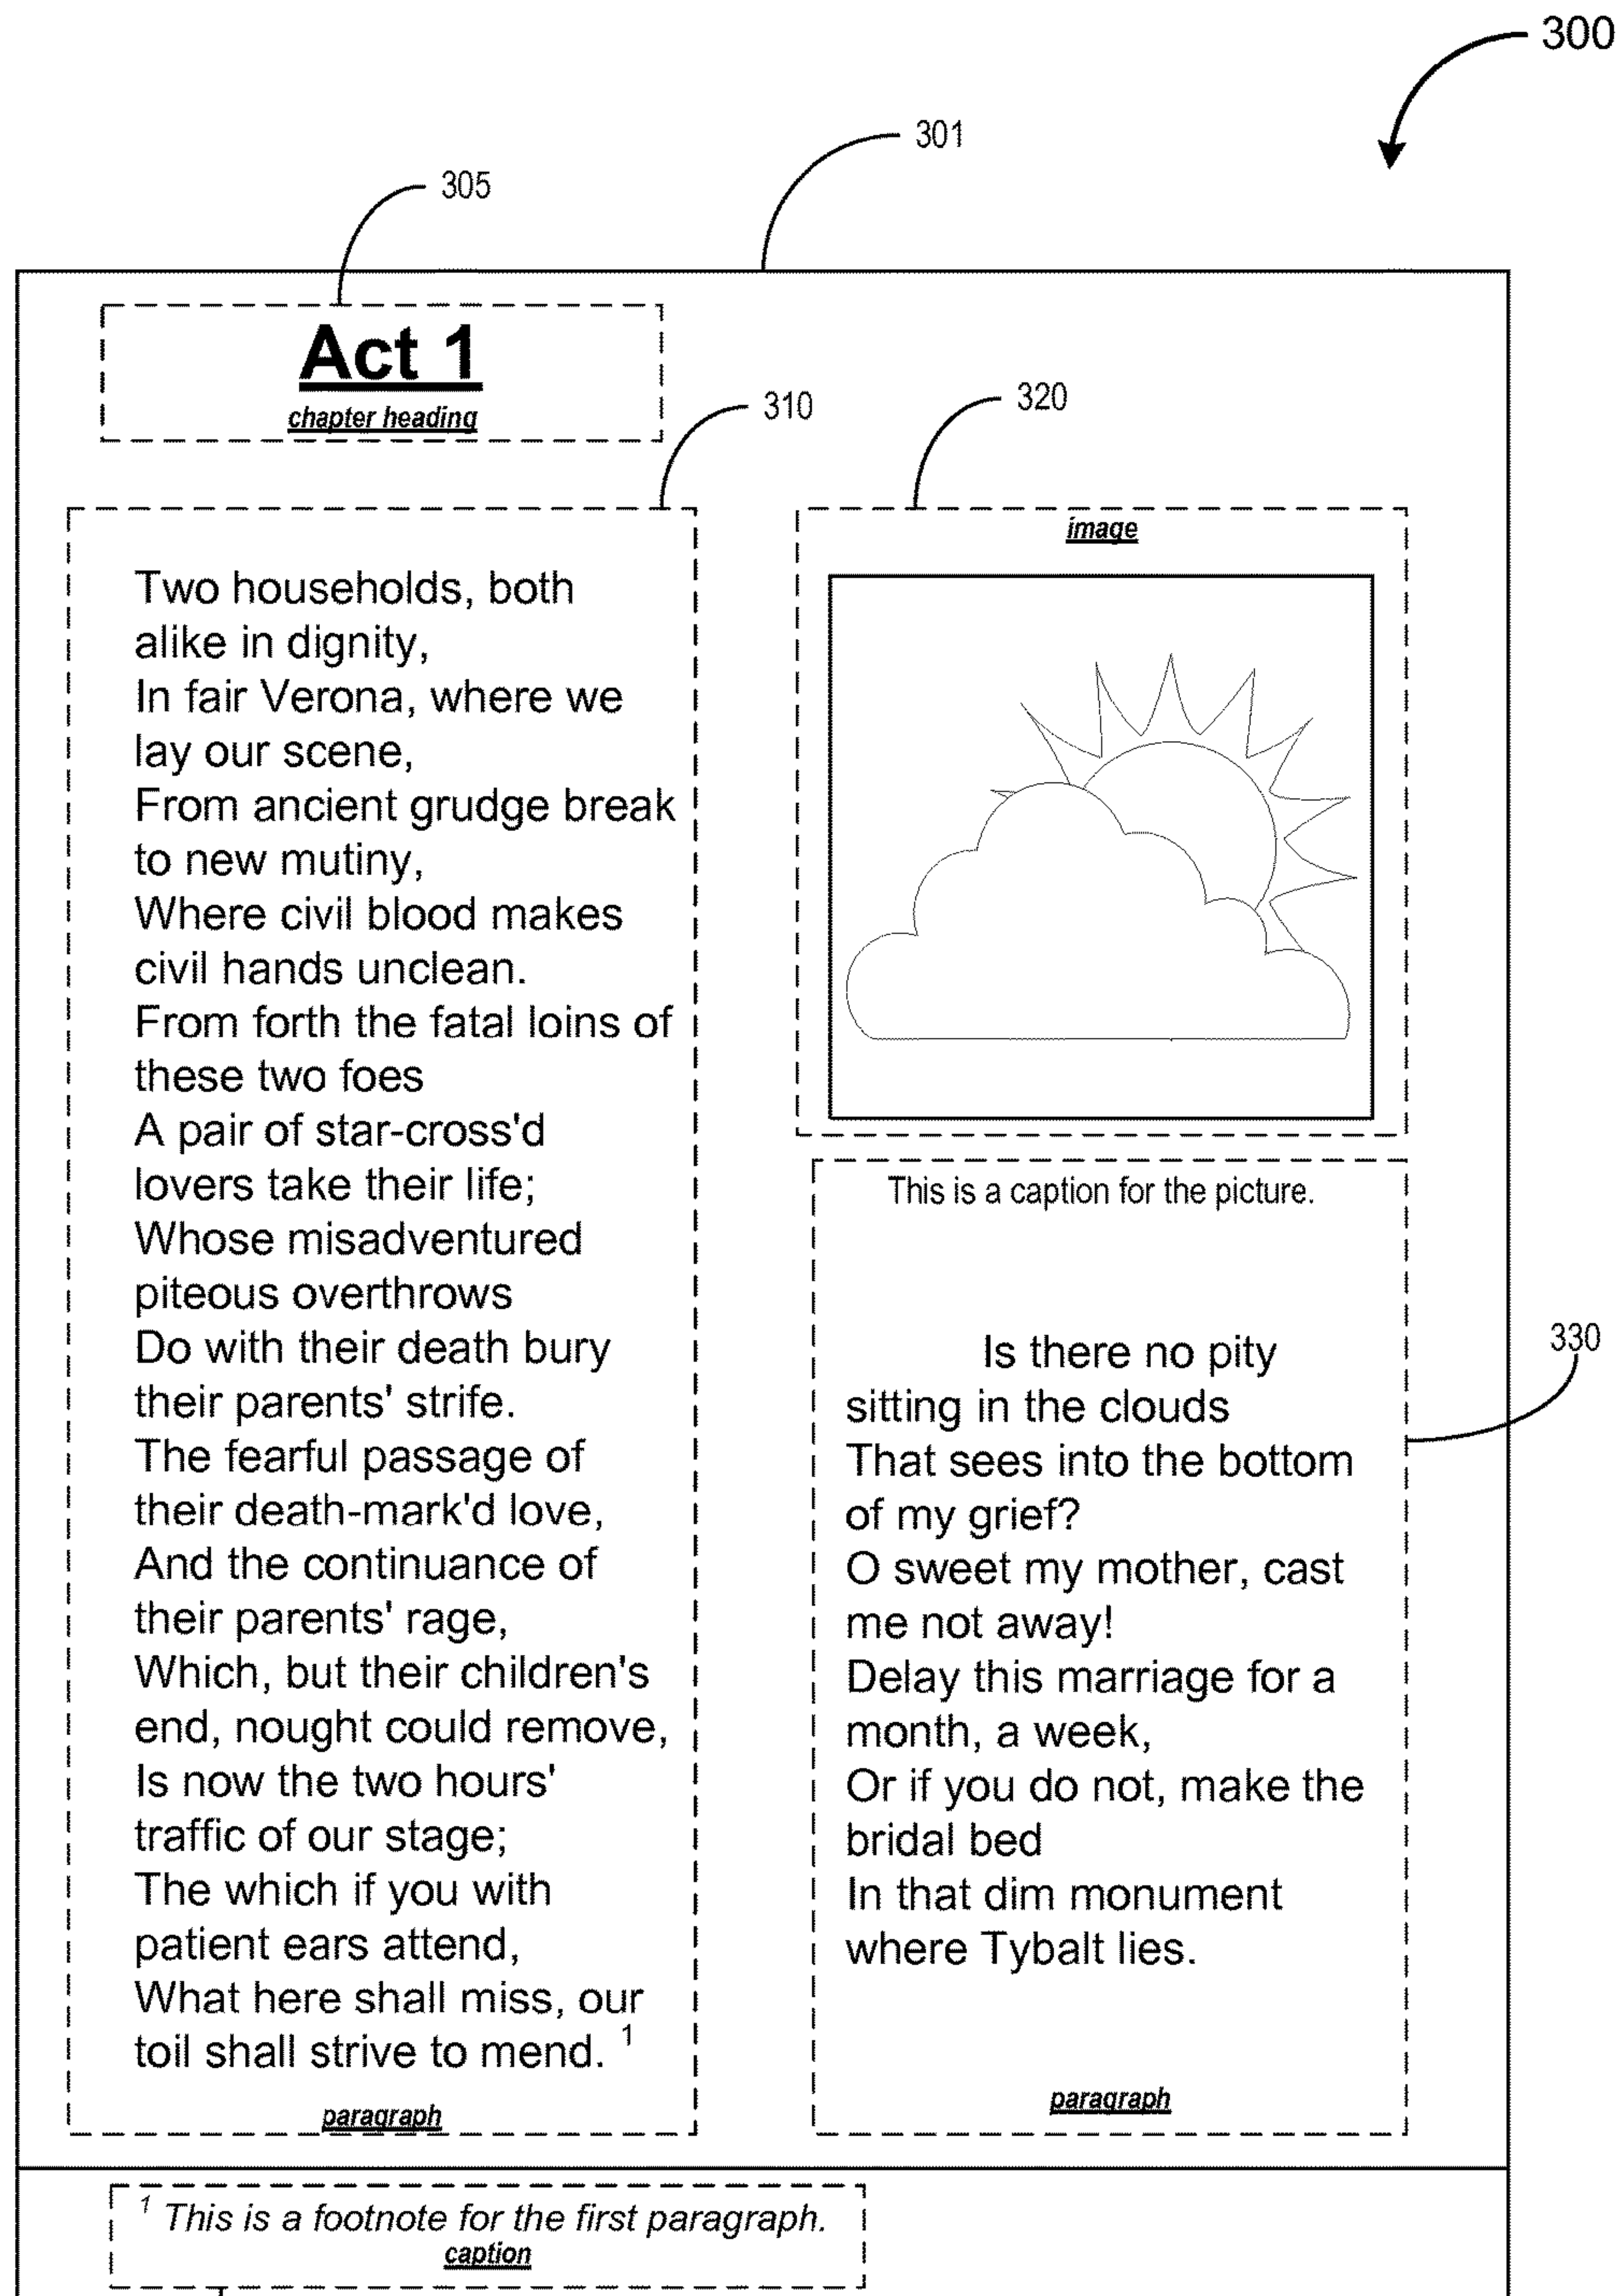 300
301
305
Act 1
chapter heading
310
320
Two households, both
alike in dignity,
In fair Verona, where we
lay our scene,
From ancient grudge break
to new mutiny,
Where civil blood makes
civil hands unclean.
From forth the fatal loins of
these two foes
A pair of star-cross'd
lovers take their life;
Whose misadventured
piteous overthrows
Do with their death bury
their parents' strife.
The fearful passage of
their death-mark'd love,
And the continuance of
their parents' rage,
Which, but their children's
end, nought could remove,
Is now the two hours'
traffic of our stage;
The which if you with
patient ears attend,
What here shall miss, our
toil shall strive to mend. 1
paragraph
image
This is a caption for the picture.
330
Is there no pity
sitting in the clouds
That sees into the bottom
of my grief?
O sweet my mother, cast
me not away!
Delay this marriage for a
month, a week,
Or if you do not, make the
bridal bed
In that dim monument
where Tybalt lies.
paragraph
1 This is a footnote for the first paragraph.
caption